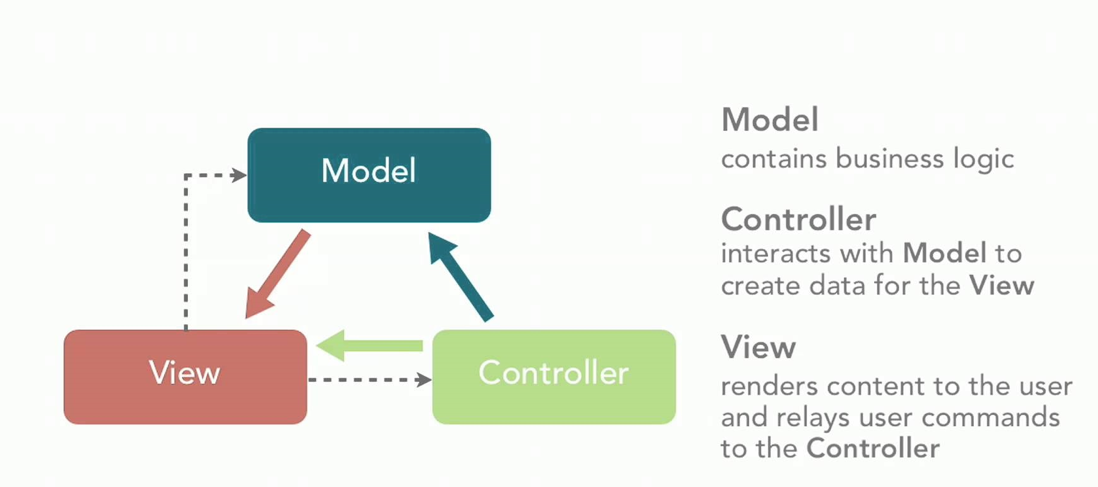 Model
View
Controller
Model
contains business logic
Controller
interacts with Model to
create data for the View
View
renders content to the user
and relays user commands
to the Controller